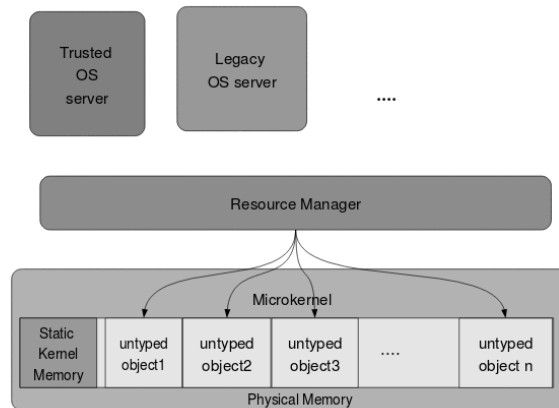 Trusted
OS
server
Legacy
OS server
....
Resource Manager
Microkernel
Static
Kernel
Memory
untyped
object1
untyped
object2
untyped
object3
....
untyped
object n
Physical Memory